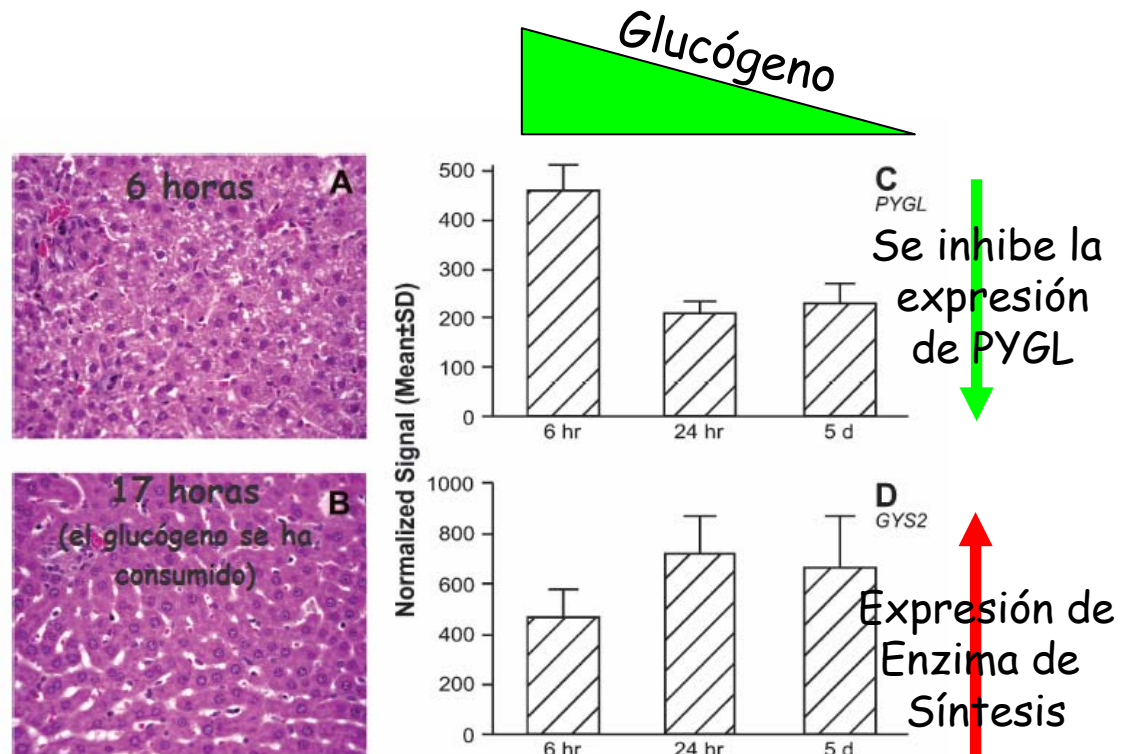 Glucógeno
6 horas
A
17 horas
B
(el glucógeno se ha
consumido)
Normalized Signal (Mean±SD)
500
400
300
200
100
0
6 hr
24 hr
5 d
C
PYGL
Se inhibe la
expresión
de PYGL
1000
800
600
400
200
0
6 hr
24 hr
5 d
D
GYS2
Expresión de
Enzima de
Síntesis